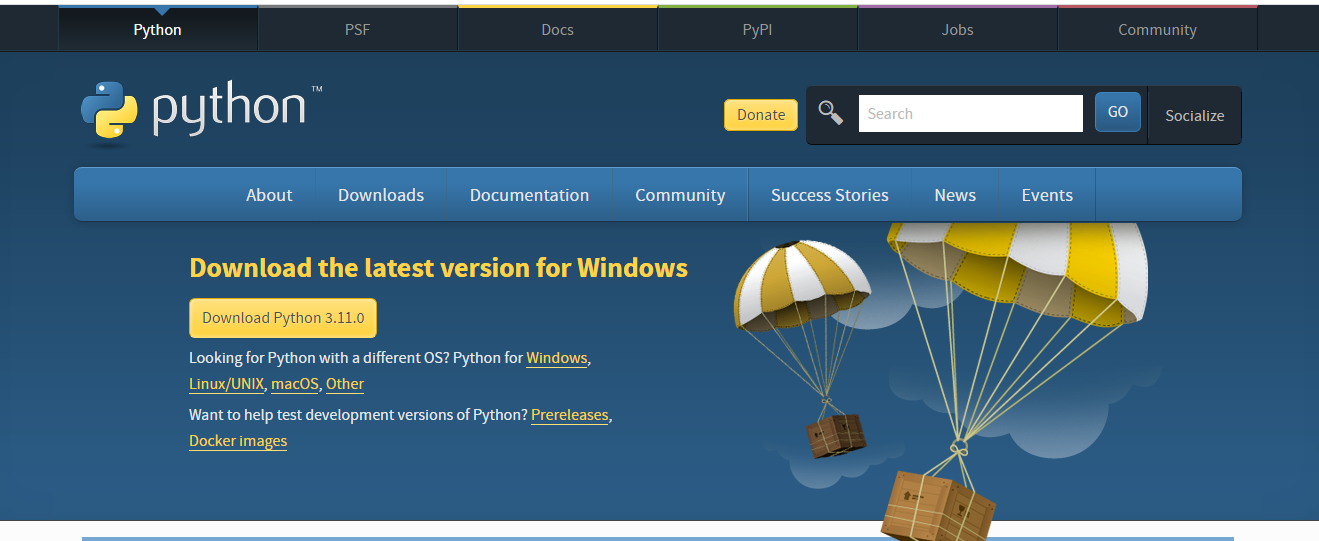 Python PSF Docs PyPI Jobs Community
python™
Donate Search GO Socialize
About Downloads Documentation Community Success Stories News Events
Download the latest version for Windows
Download Python 3.11.0
Looking for Python with a different OS? Python for Windows,
Linux/UNIX, macOS, Other
Want to help test development versions of Python? Prereleases,
Docker images